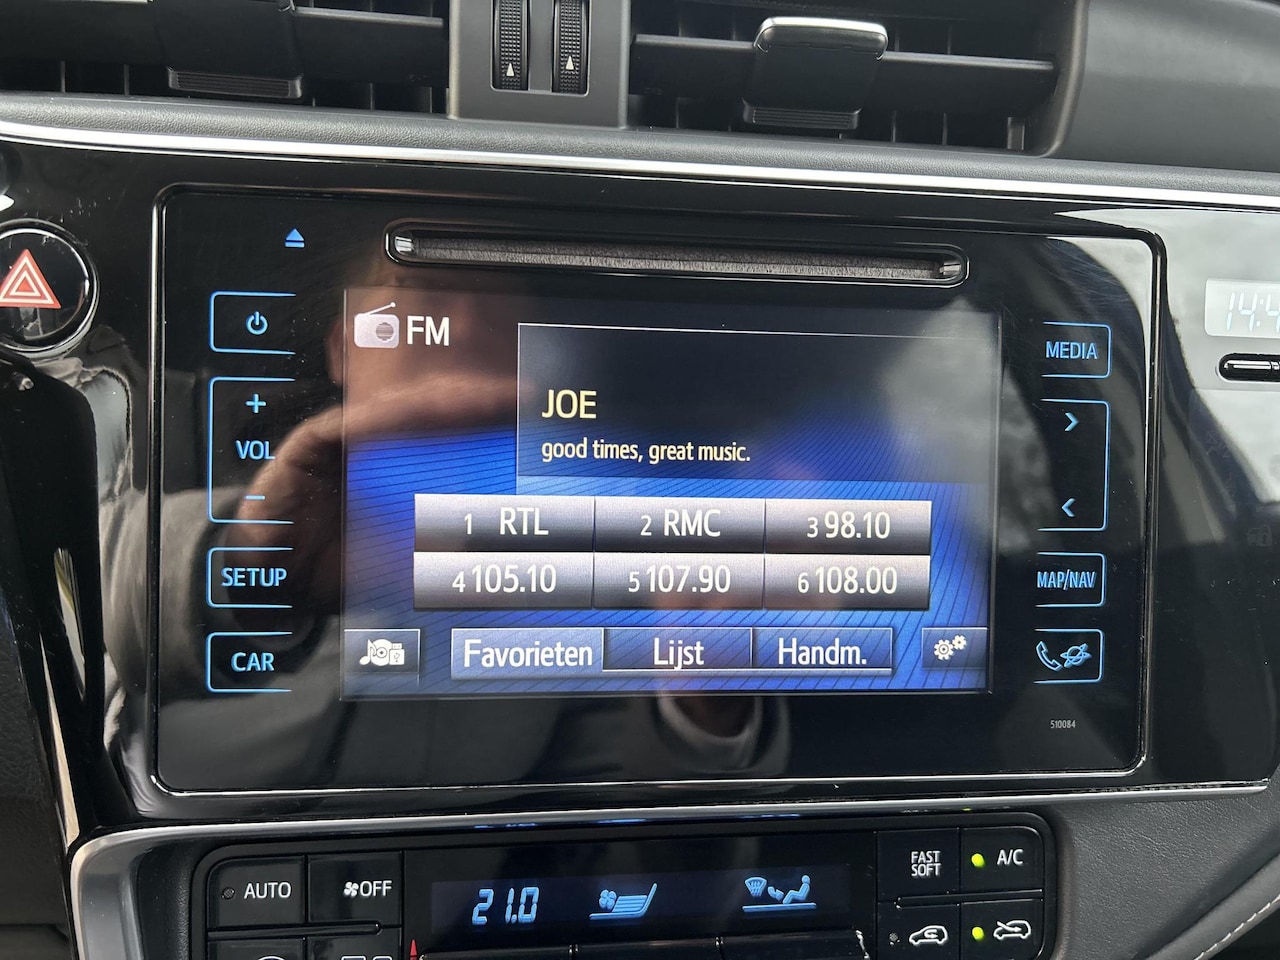 FM
MEDIA
JOE
good times, great music.
VOL
1 RTL
2 RMC
3 98.10
4 105.10
5 107.90
6 108.00
SETUP
MAP/NAV
CAR
Favorieten
Lijst
Handm.
510084
AUTO
OFF
21.0
FAST
SOFT
A/C